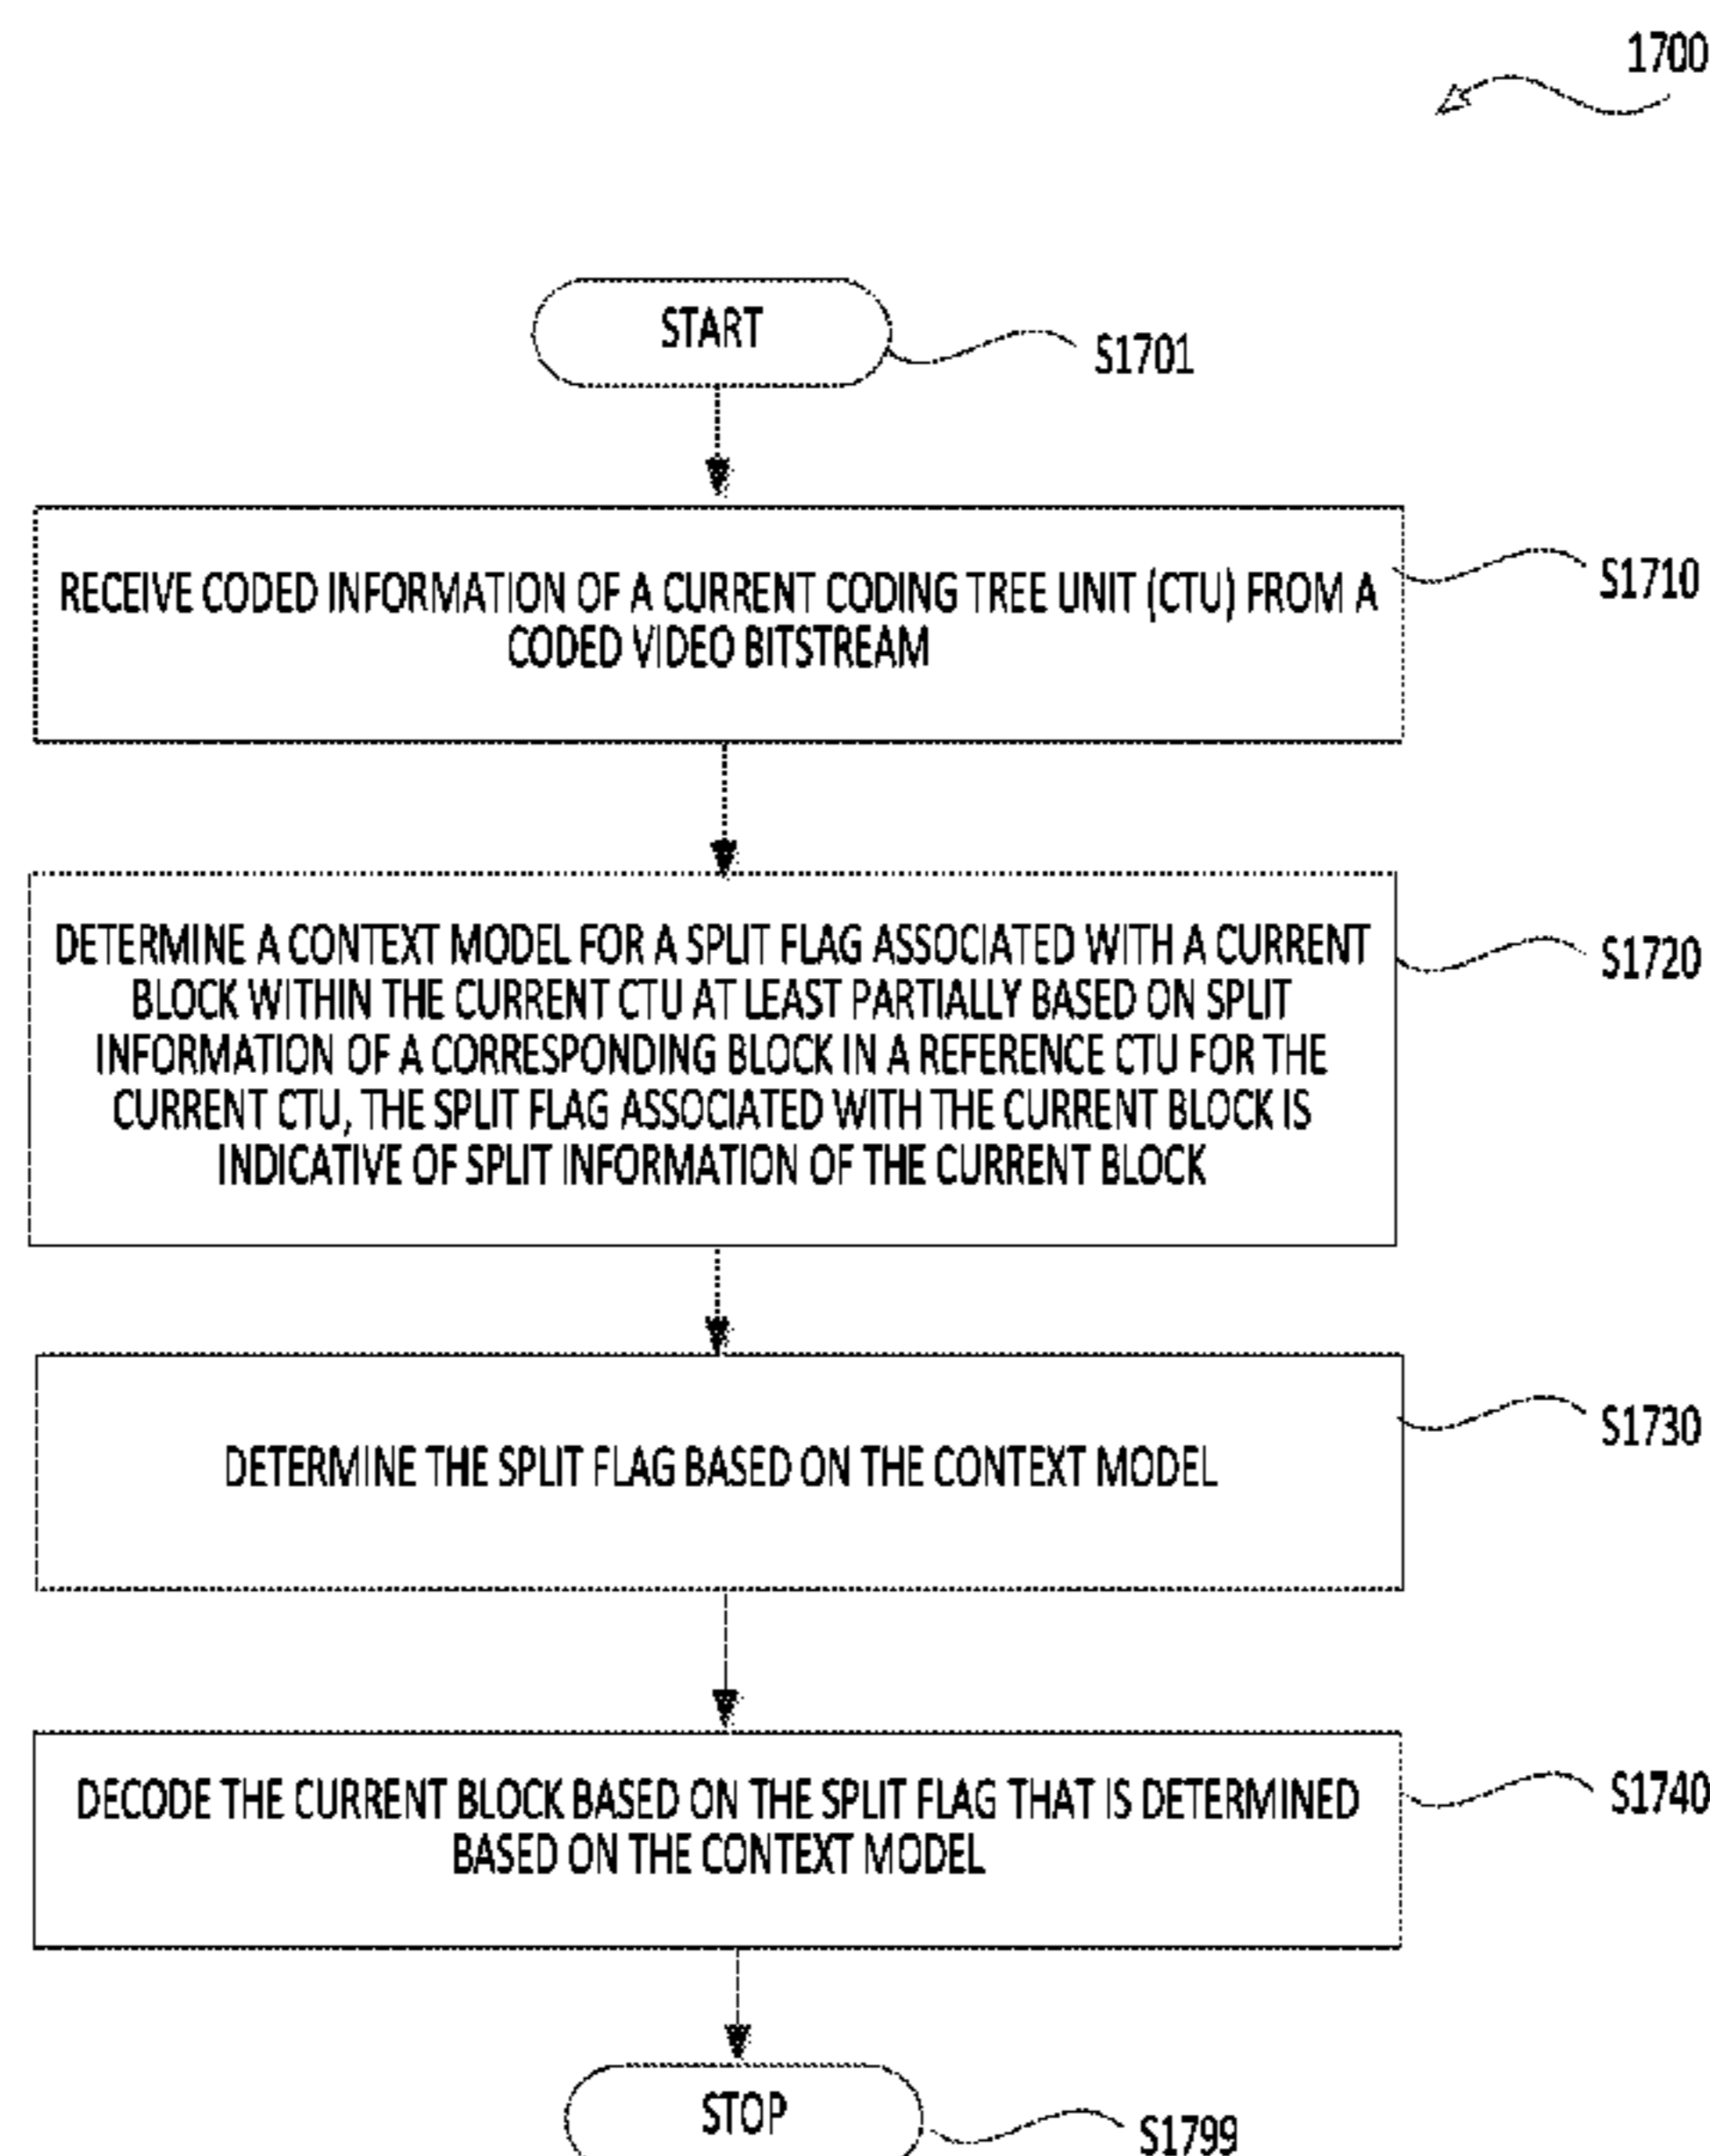 1700
START
S1701
RECEIVE CODED INFORMATION OF A CURRENT CODING TREE UNIT (CTU) FROM A
CODED VIDEO BITSTREAM
S1710
DETERMINE A CONTEXT MODEL FOR A SPLIT FLAG ASSOCIATED WITH A CURRENT
BLOCK WITHIN THE CURRENT CTU AT LEAST PARTIALLY BASED ON SPLIT
INFORMATION OF A CORRESPONDING BLOCK IN A REFERENCE CTU FOR THE
CURRENT CTU, THE SPLIT FLAG ASSOCIATED WITH THE CURRENT BLOCK IS
INDICATIVE OF SPLIT INFORMATION OF THE CURRENT BLOCK
S1720
DETERMINE THE SPLIT FLAG BASED ON THE CONTEXT MODEL
S1730
DECODE THE CURRENT BLOCK BASED ON THE SPLIT FLAG THAT IS DETERMINED
BASED ON THE CONTEXT MODEL
S1740
STOP
S1799